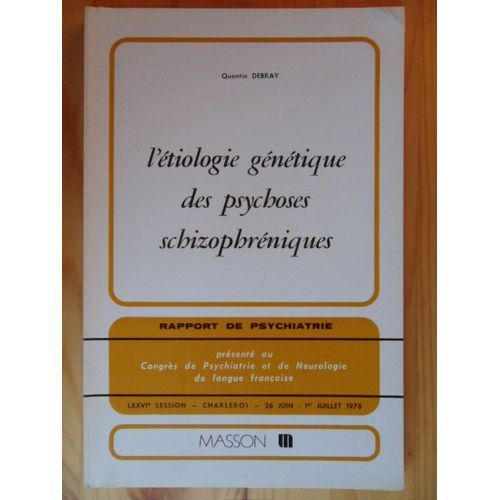 Quentin DEBRAY
l'étiologie génétique
des psychoses
schizophréniques
RAPPORT DE PSYCHIATRIE
présenté au
Congrès de Psychiatrie et de Neurologie
de langue française
LXXVIᵉ SESSION – CHARLEROI – 26 JUIN - 1ᵉʳ JUILLET 1978
MASSON